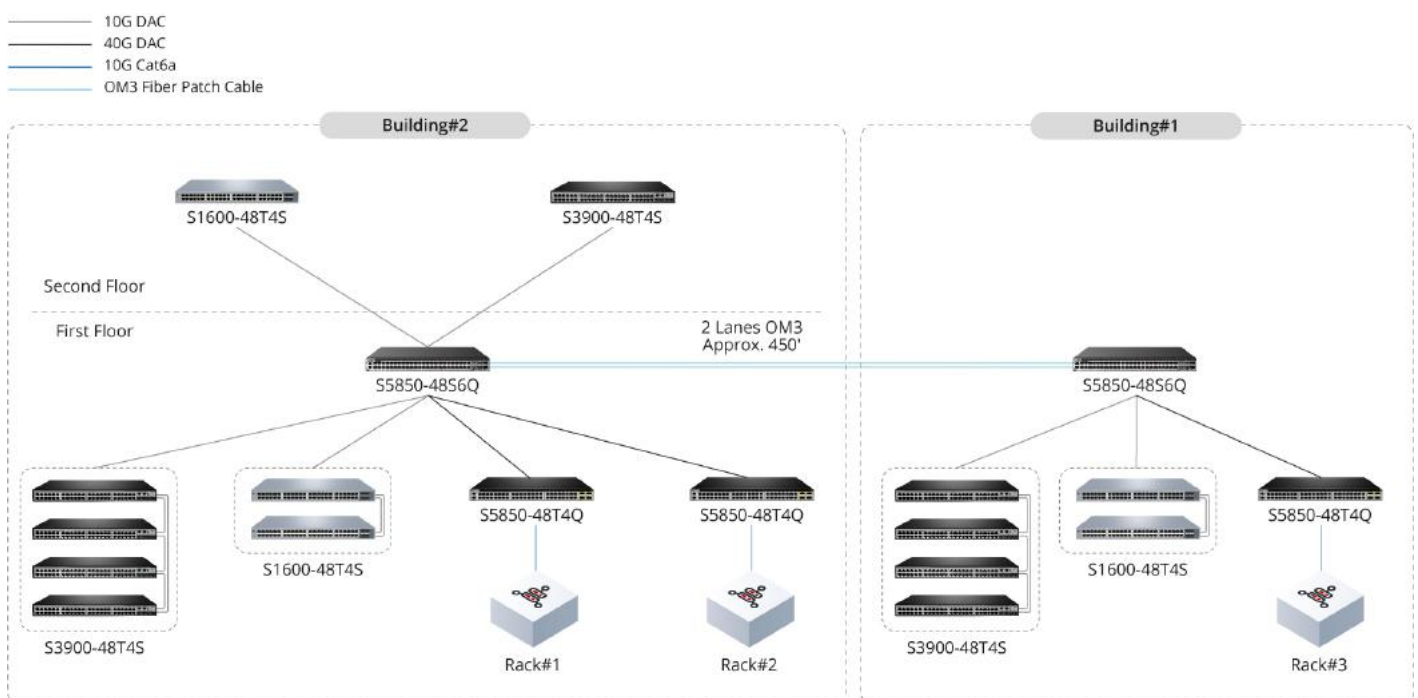 10G DAC
40G DAC
10G Cat6a
OM3 Fiber Patch Cable
Building#2
Building#1
S1600-48T4S
S3900-48T4S
Second Floor
First Floor
2 Lanes OM3
Approx. 450'
S5850-48S6Q
S5850-48S6Q
S5850-48T4Q
S5850-48T4Q
S5850-48T4Q
S1600-48T4S
S1600-48T4S
S3900-48T4S
Rack#1
Rack#2
S3900-48T4S
Rack#3